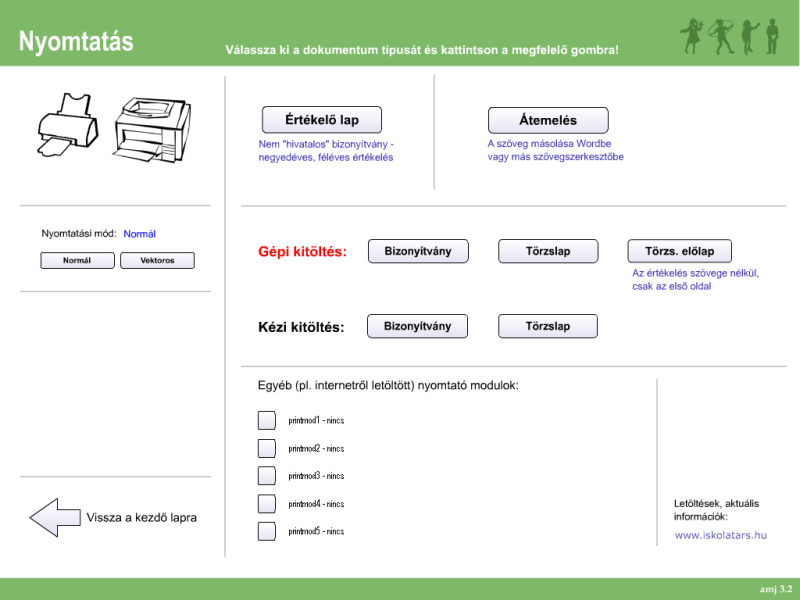 Nyomtatás
Válassza ki a dokumentum típusát és kattintson a megfelelő gombra!
Értékelő lap
Nem "hivatalos" bizonyítvány -
negyedéves, féléves értékelés
Átemelés
A szöveg másolása Wordbe
vagy más szövegszerkesztőbe
Nyomtatási mód: Normál
Normál
Vektoros
Gépi kitöltés:
Bizonyítvány
Törzslap
Törzs. előlap
Az értékelés szövege nélkül,
csak az első oldal
Kézi kitöltés:
Bizonyítvány
Törzslap
Egyéb (pl. internetről letöltött) nyomtató modulok:
printmod1 - nincs
printmod2 - nincs
printmod3 - nincs
printmod4 - nincs
printmod5 - nincs
Vissza a kezdő lapra
Letöltések, aktuális
információk:
www.iskolatars.hu
amj 3.2